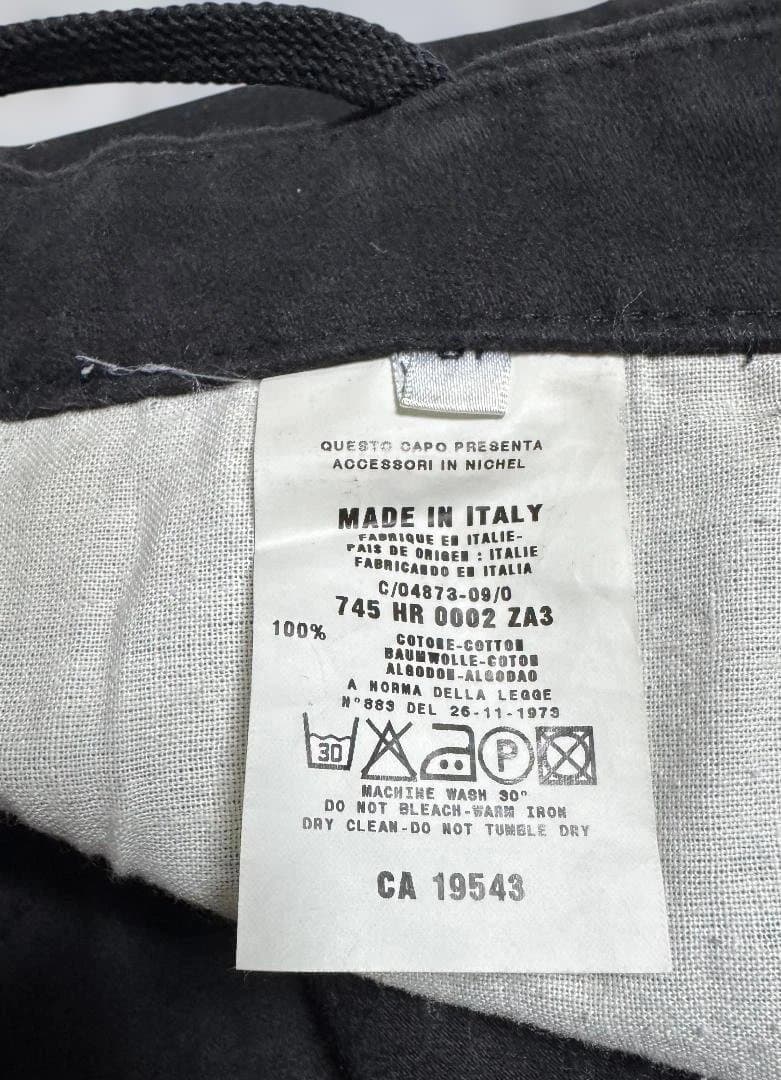 QUESTO CAPO PRESENTA
ACCESSORI IN NICHEL
MADE IN ITALY
FABRIQUE EN ITALIE-
PAIS DE ORIGEN : ITALIE
FABRICANDO EN ITALIA
C/04873-09/0
745 HR 0002 ZA3
100%
COTONE-COTTON
BAUMWOLLE-COTON
ALGODON-ALGODAO
A NORMA DELLA LEGGE
N°883 DEL 26-11-1973
30 P
MACHINE WASH 30°
DO NOT BLEACH-WARM IRON
DRY CLEAN-DO NOT TUMBLE DRY
CA 19543